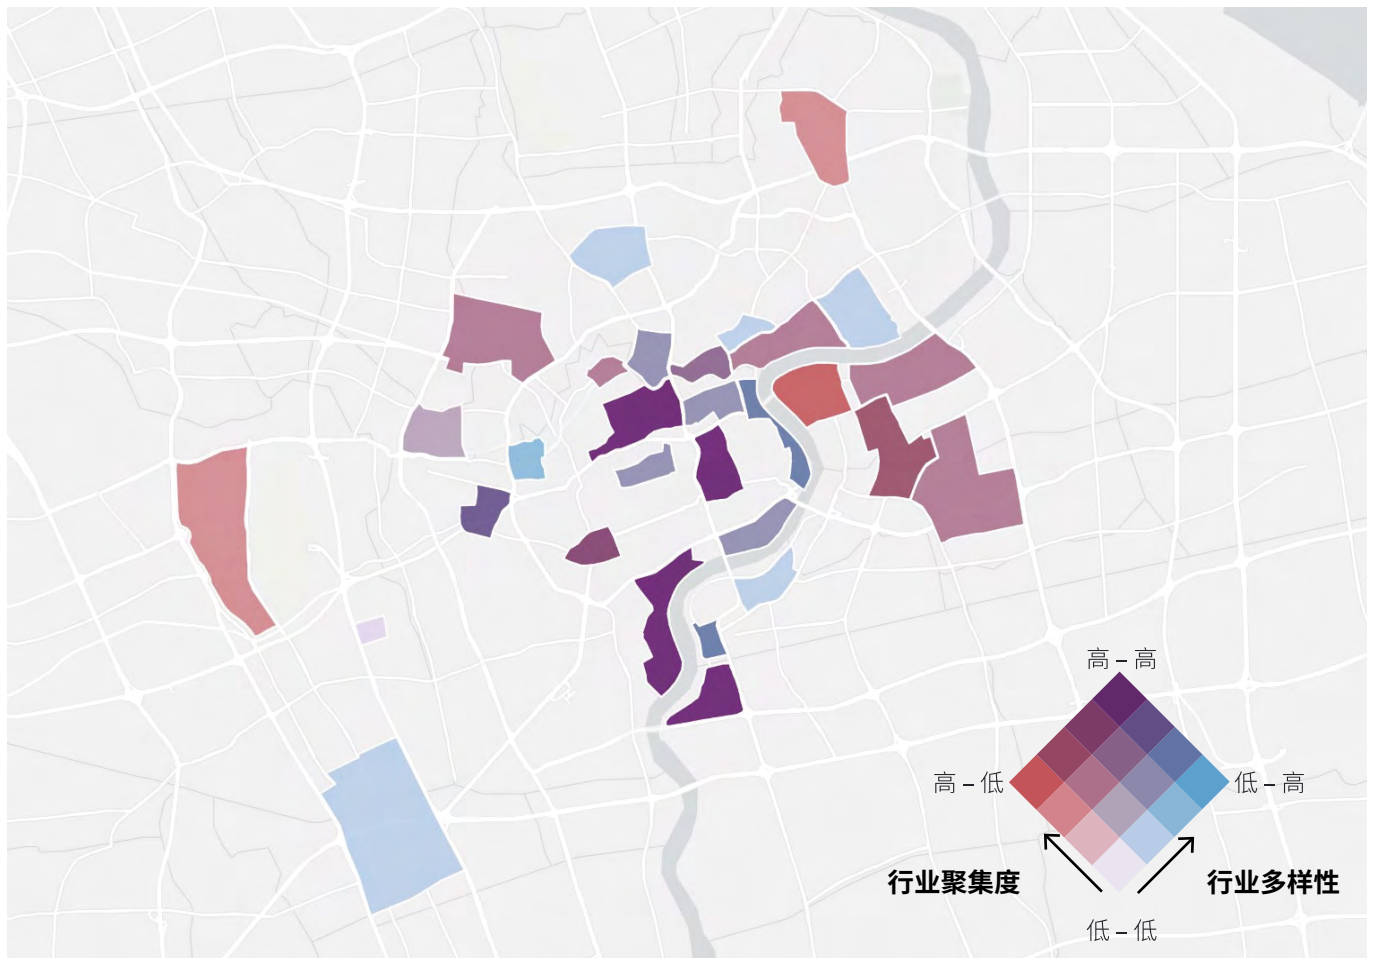 高 – 高
高 – 低
低 – 高
行业聚集度
行业多样性
低 – 低